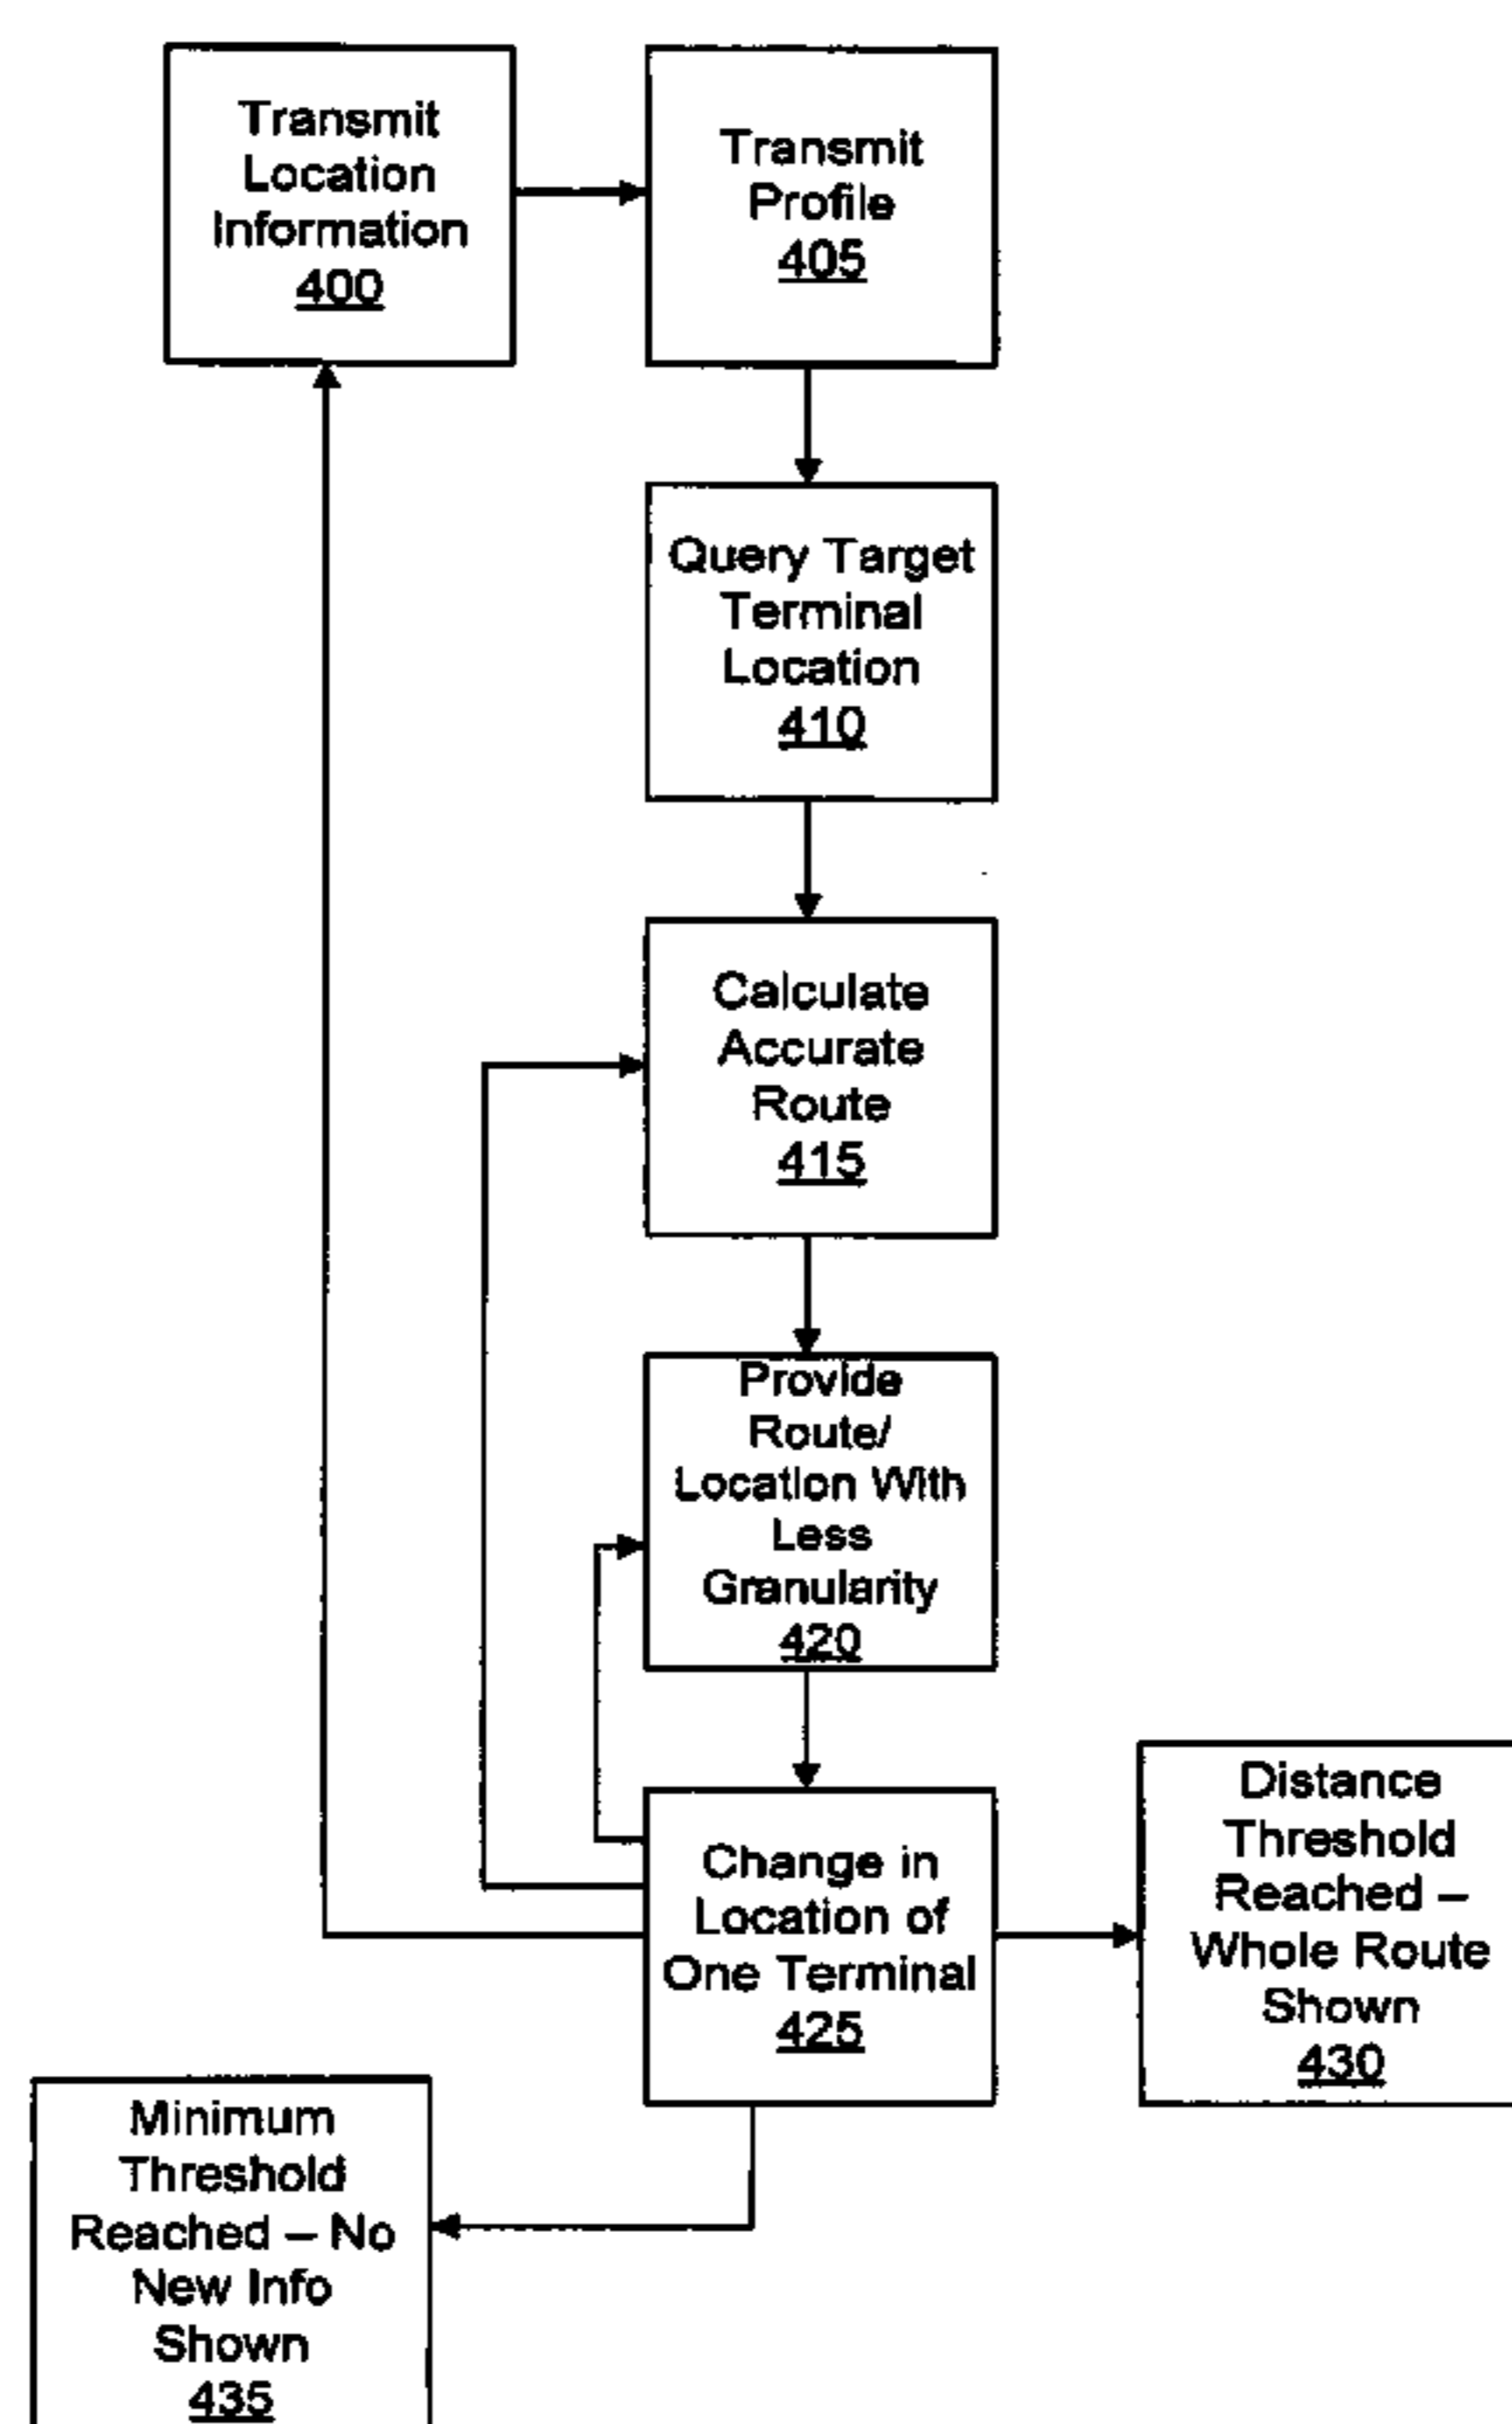 Transmit
Location
Information
400
Transmit
Profile
405
Query Target
Terminal
Location
410
Calculate
Accurate
Route
415
Provide
Route/
Location With
Less
Granularity
420
Change in
Location of
One Terminal
425
Distance
Threshold
Reached –
Whole Route
Shown
430
Minimum
Threshold
Reached – No
New Info
Shown
435